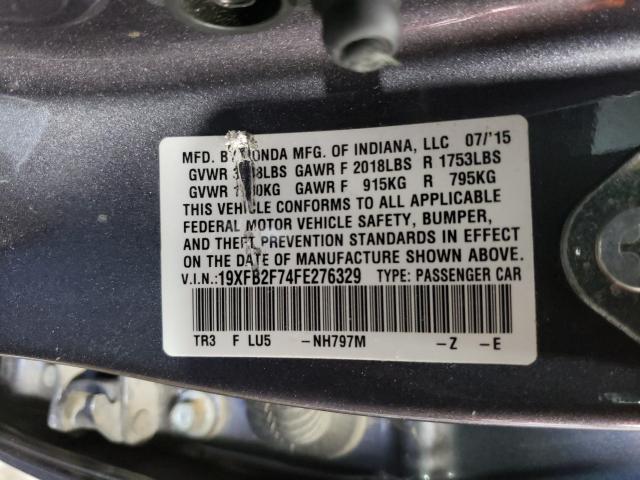 MFD. BY HONDA MFG. OF INDIANA, LLC 07/'15
GVWR LBS GAWR F 2018LBS R 1753LBS
GVWR KG GAWR F 915KG R 795KG
THIS VEHICLE CONFORMS TO ALL APPLICABLE
FEDERAL MOTOR VEHICLE SAFETY, BUMPER,
AND THEFT PREVENTION STANDARDS IN EFFECT
ON THE DATE OF MANUFACTURE SHOWN ABOVE.
V.I.N.:19XFB2F74FE276329 TYPE: PASSENGER CAR
TR3 F LU5 -NH797M -Z -E